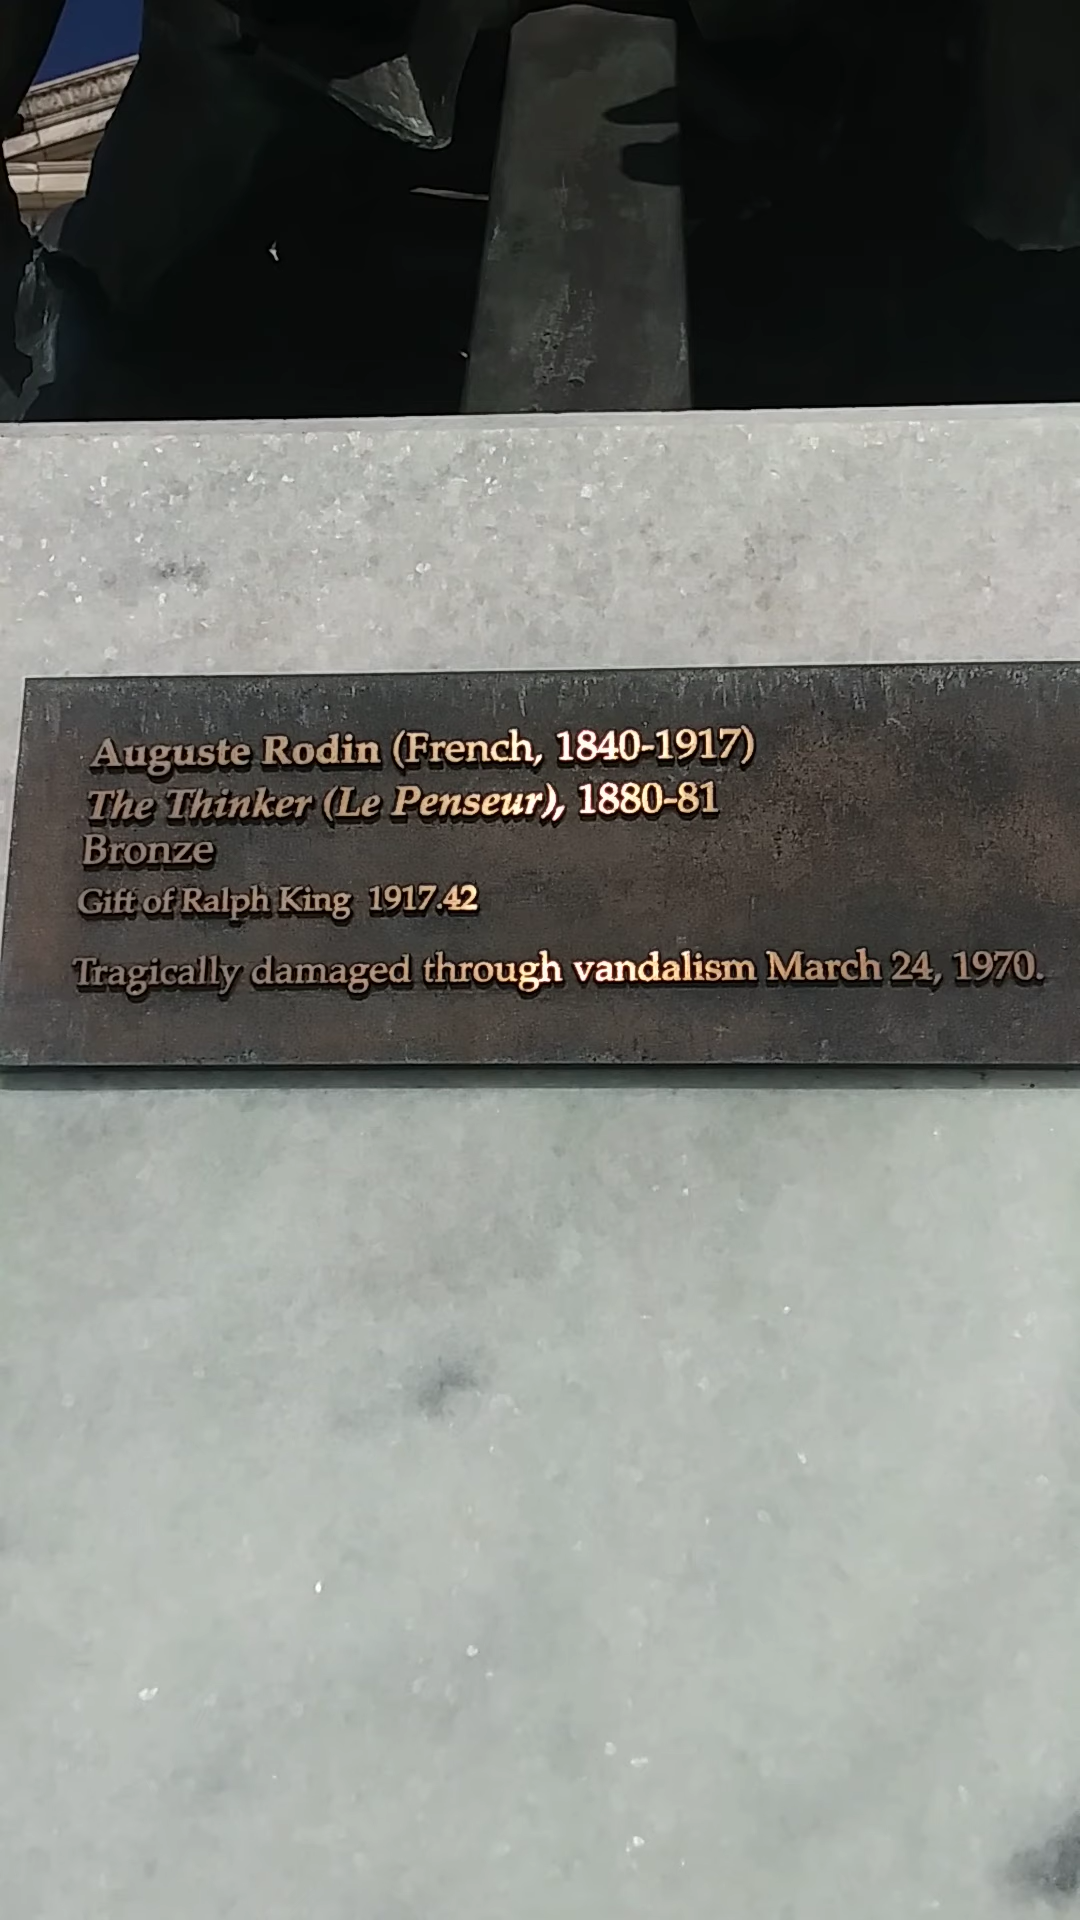 Auguste Rodin (French, 1840-1917)
The Thinker (Le Penseur), 1880-81
Bronze
Gift of Ralph King 1917.42
Tragically damaged through vandalism March 24, 1970.